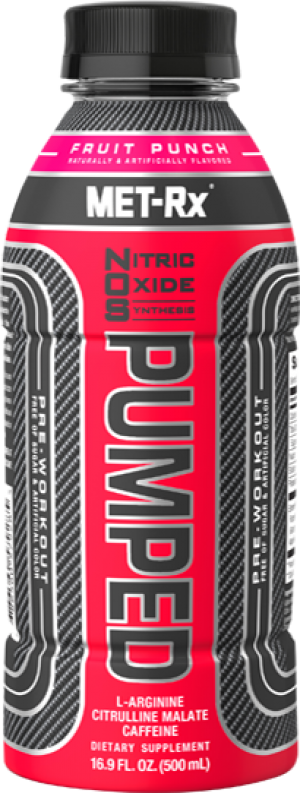 FRUIT PUNCH
NATURALLY & ARTIFICIALLY FLAVORED
MET-Rx®
NITRIC
OXIDE
SYNTHESIS
PUMPED
PRE-WORKOUT
FREE OF SUGAR & ARTIFICIAL COLOR
PRE-WORKOUT
FREE OF SUGAR & ARTIFICIAL COLOR
L-ARGININE
CITRULLINE MALATE
CAFFEINE
DIETARY SUPPLEMENT
16.9 FL. OZ. (500 mL)